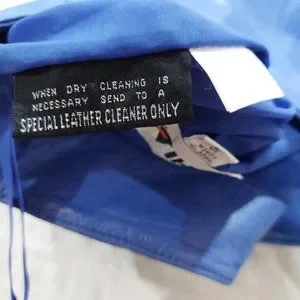 WHEN DRY CLEANING IS
NECESSARY SEND TO A
SPECIAL LEATHER CLEANER ONLY